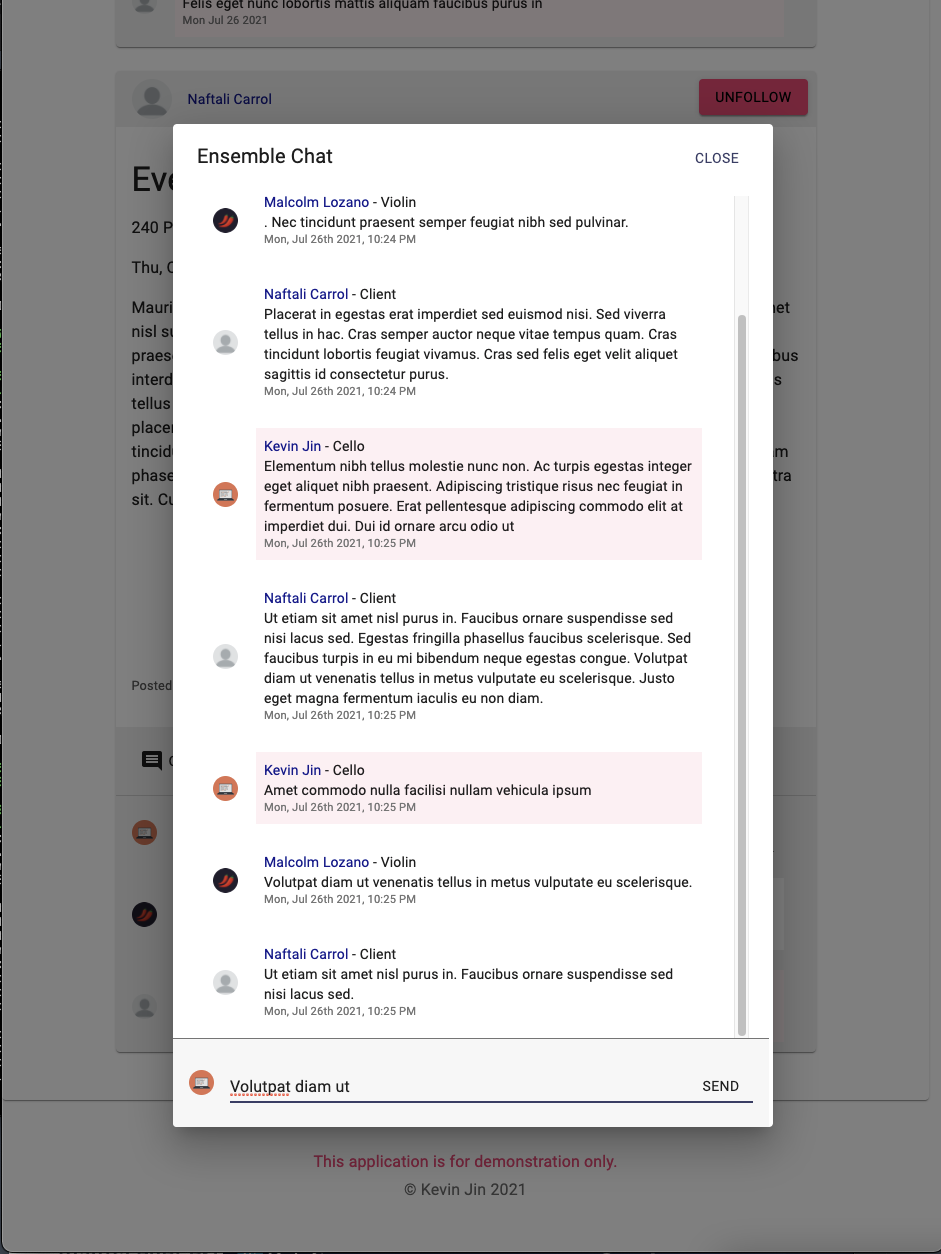 Felis eget nunc lobortis mattis aliquam faucibus purus in
Mon Jul 26 2021
Naftali Carrol
UNFOLLOW
Ensemble Chat
CLOSE
240 P
Thu,
Mauri
nisl
praes
interd
tellus
place
tincid
phase
sit.
Posted
Malcolm Lozano - Violin
. Nec tincidunt praesent semper feugiat nibh sed pulvinar.
Mon, Jul 26th 2021, 10:24 PM
Naftali Carrol - Client
Placerat in egestas erat imperdiet sed euismod nisi. Sed viverra
tellus in hac. Cras semper auctor neque vitae tempus quam. Cras
tincidunt lobortis feugiat vivamus. Cras sed felis eget velit aliquet
sagittis id consectetur purus.
Mon, Jul 26th 2021, 10:24 PM
Kevin Jin - Cello
Elementum nibh tellus molestie nunc non. Ac turpis egestas integer
eget aliquet nibh praesent. Adipiscing tristique risus nec feugiat in
fermentum posuere. Erat pellentesque adipiscing commodo elit at
imperdiet dui. Dui id ornare arcu odio ut
Mon, Jul 26th 2021, 10:25 PM
Naftali Carrol - Client
Ut etiam sit amet nisl purus in. Faucibus ornare suspendisse sed
nisi lacus sed. Egestas fringilla phasellus faucibus scelerisque. Sed
faucibus turpis in eu mi bibendum neque egestas congue. Volutpat
diam ut venenatis tellus in metus vulputate eu scelerisque. Justo
eget magna fermentum iaculis eu non diam.
Mon, Jul 26th 2021, 10:25 PM
Kevin Jin - Cello
Amet commodo nulla facilisi nullam vehicula ipsum
Mon, Jul 26th 2021, 10:25 PM
Malcolm Lozano - Violin
Volutpat diam ut venenatis tellus in metus vulputate eu scelerisque.
Mon, Jul 26th 2021, 10:25 PM
Naftali Carrol - Client
Ut etiam sit amet nisl purus in. Faucibus ornare suspendisse sed
nisi lacus sed.
Mon, Jul 26th 2021, 10:25 PM
Volutpat diam ut
SEND
This application is for demonstration only.
© Kevin Jin 2021